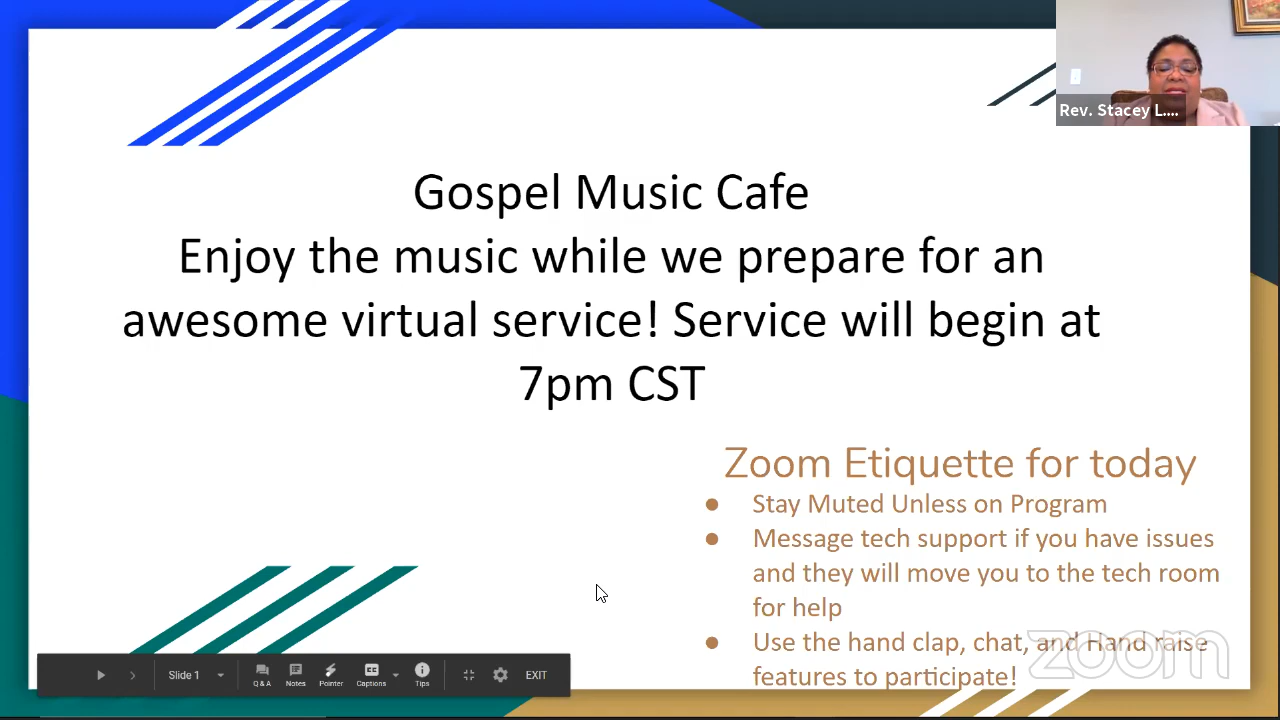 Rev. Stacey L....
Gospel Music Cafe
Enjoy the music while we prepare for an
awesome virtual service! Service will begin at
7pm CST
Zoom Etiquette for today
● Stay Muted Unless on Program
● Message tech support if you have issues
and they will move you to the tech room
for help
● Use the hand clap, chat, and Hand raise
features to participate!
zoom
Slide 1
Q & A
Notes
Pointer
CC
Captions
Tips
EXIT